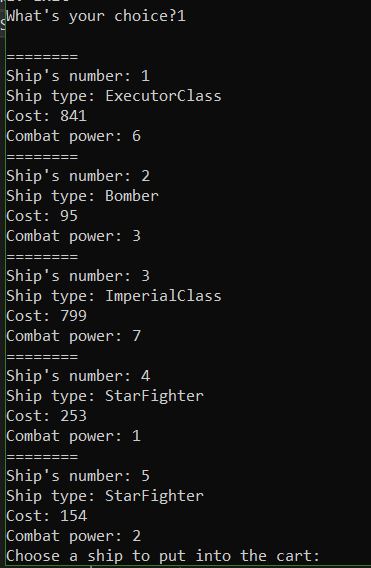 What's your choice?1
========
Ship's number: 1
Ship type: ExecutorClass
Cost: 841
Combat power: 6
========
Ship's number: 2
Ship type: Bomber
Cost: 95
Combat power: 3
========
Ship's number: 3
Ship type: ImperialClass
Cost: 799
Combat power: 7
========
Ship's number: 4
Ship type: StarFighter
Cost: 253
Combat power: 1
========
Ship's number: 5
Ship type: StarFighter
Cost: 154
Combat power: 2
Choose a ship to put into the cart: